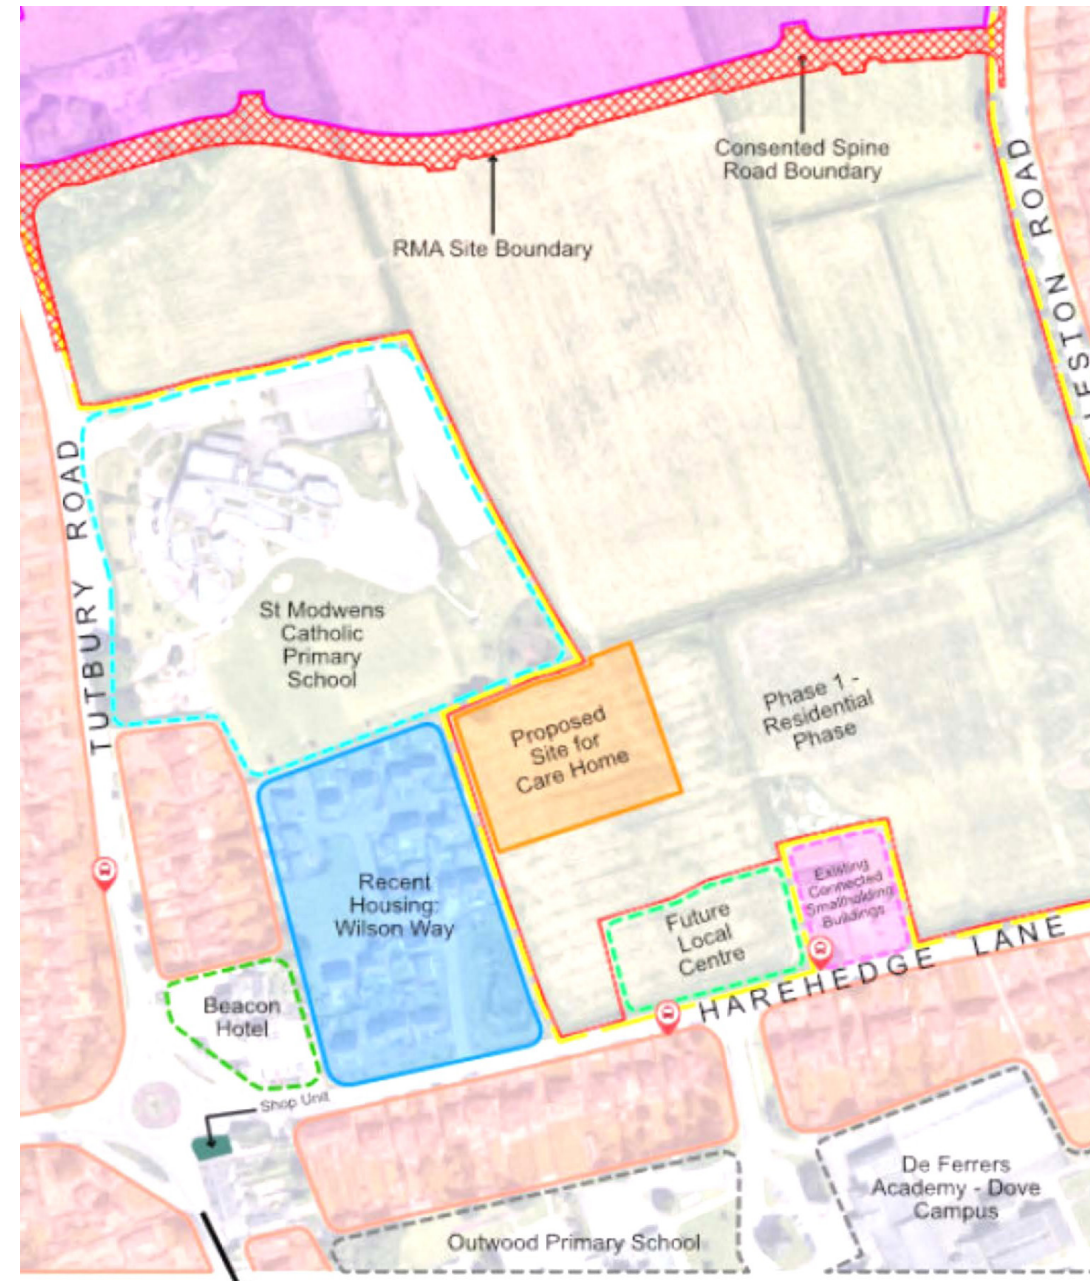 Consented Spine
Road Boundary
RMA Site Boundary
ESTON ROAD
TUTBURY ROAD
St Modwens
Catholic
Primary
School
Phase 1 -
Residential
Phase
Proposed
Site for
Care Home
Recent
Housing:
Wilson Way
Existing
Connected
Smallholding
Buildings
Future
Local
Centre
HAREHEDGE LANE
Beacon
Hotel
Shop Unit
De Ferrers
Academy - Dove
Campus
Outwood Primary School